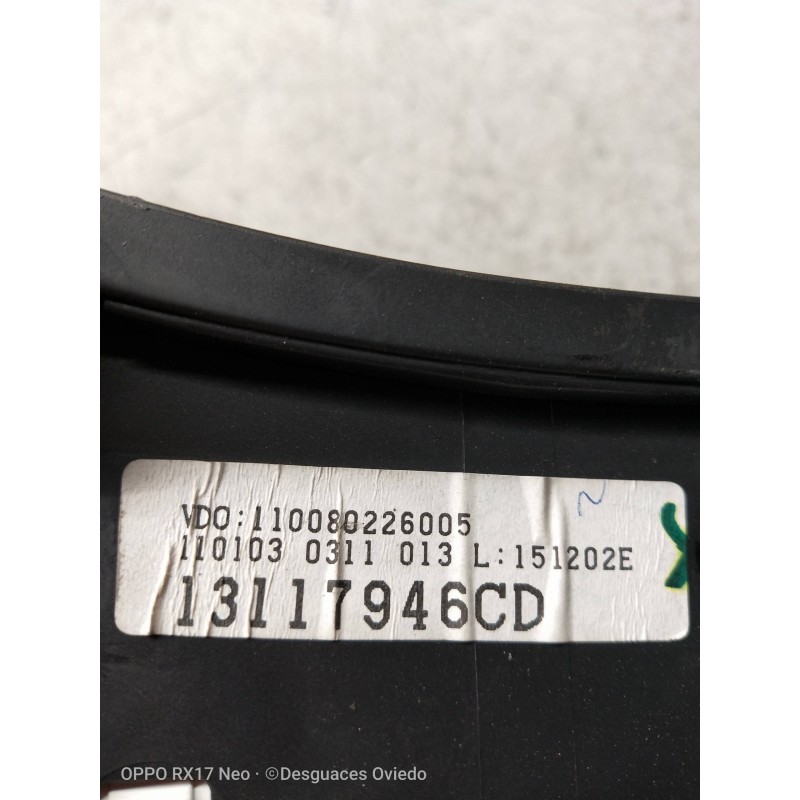 VDO:110080226005
110103 0311 013 L:151202E
13117946CD
OPPO RX17 Neo · ©Desguaces Oviedo